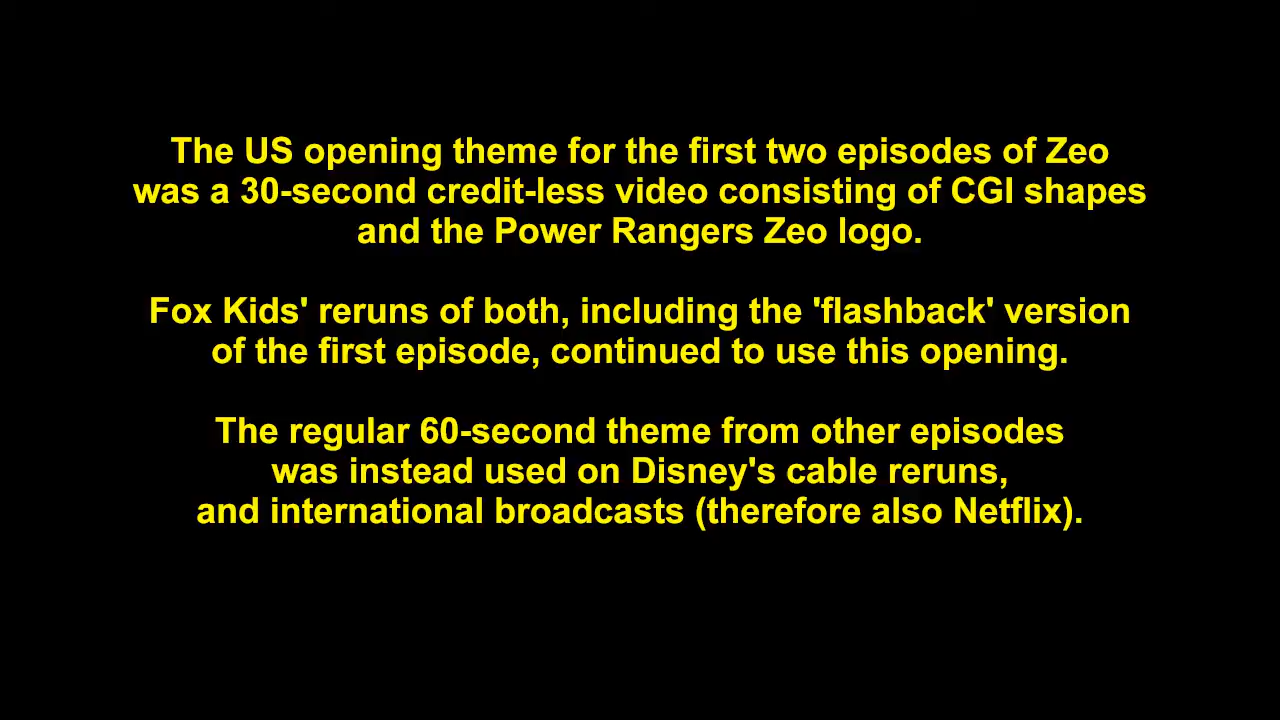 The US opening theme for the first two episodes of Zeo
was a 30-second credit-less video consisting of CGI shapes
and the Power Rangers Zeo logo.
Fox Kids' reruns of both, including the 'flashback' version
of the first episode, continued to use this opening.
The regular 60-second theme from other episodes
was instead used on Disney's cable reruns,
and international broadcasts (therefore also Netflix).